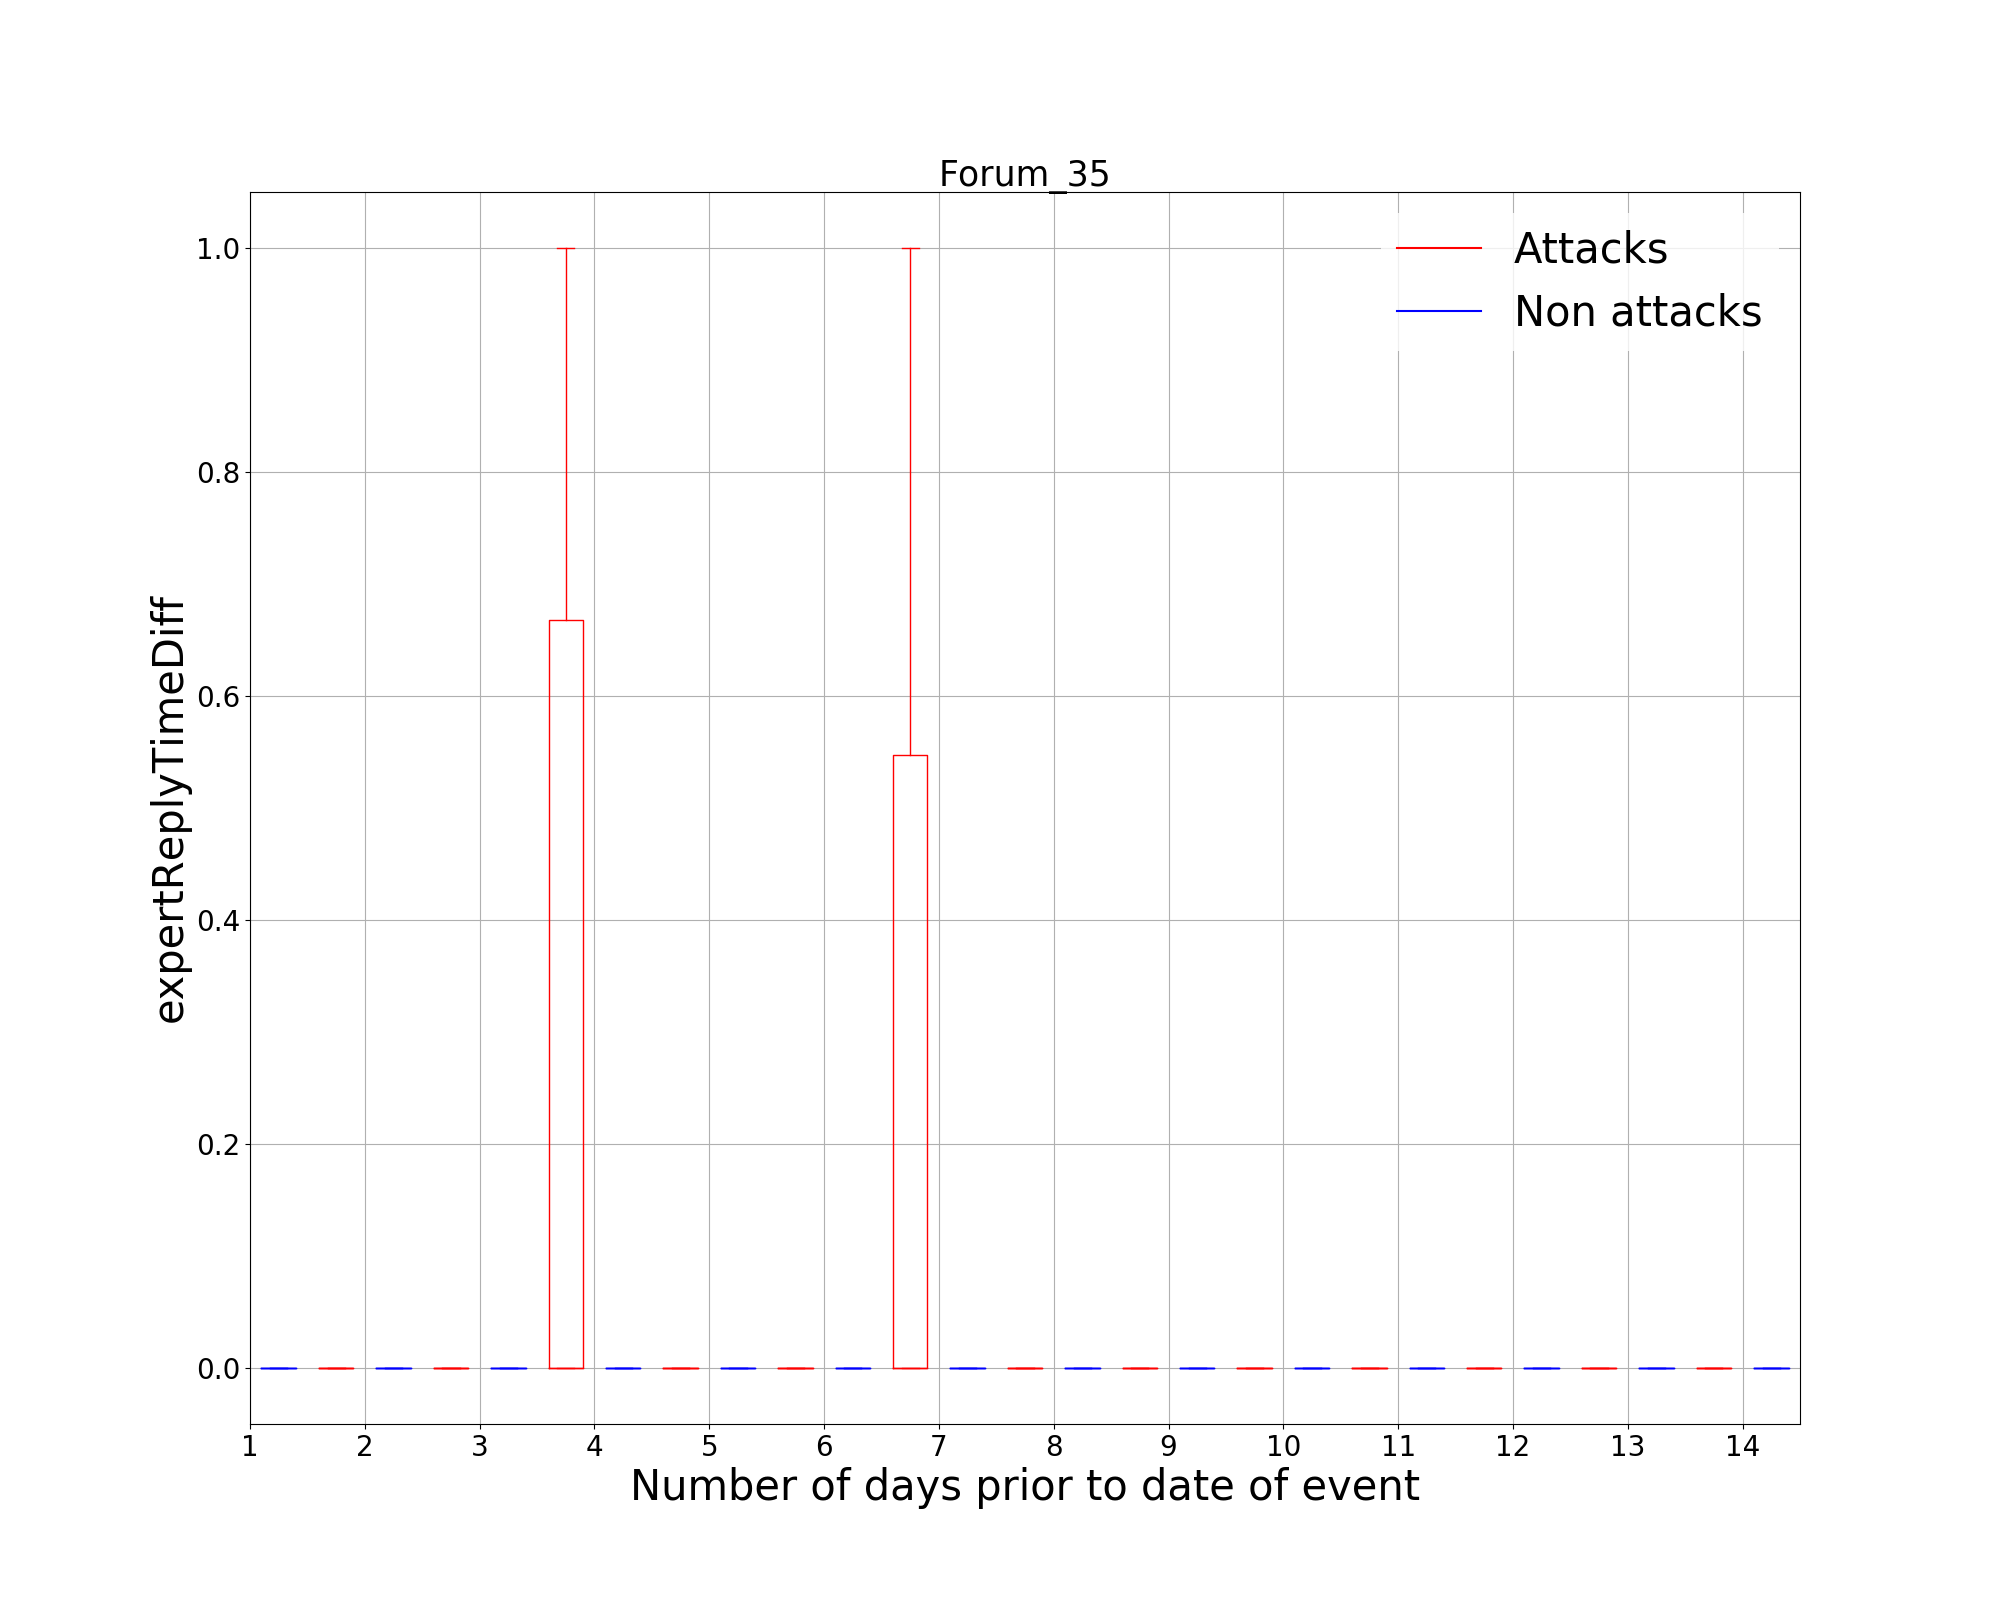 Forum_35
Attacks
Non attacks
expertReplyTimeDiff
1.0
0.8
0.6
0.4
0.2
0.0
1 2 3 4 5 6 7 8 9 10 11 12 13 14
Number of days prior to date of event